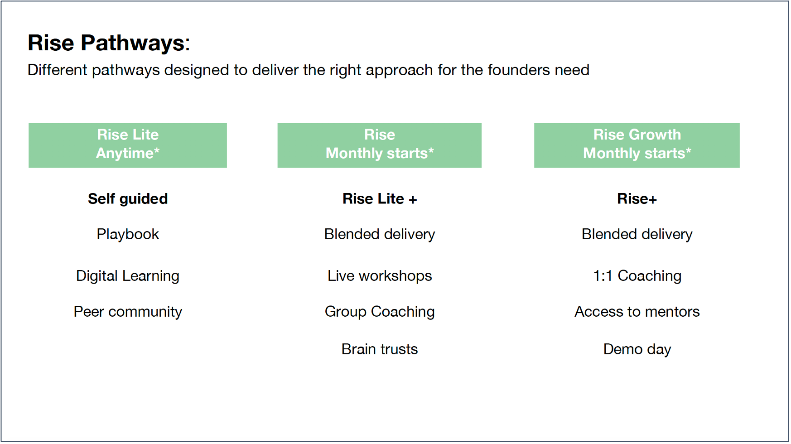 Rise Pathways:
Different pathways designed to deliver the right approach for the founders need
Rise Lite
Anytime*
Self guided
Playbook
Digital Learning
Peer community
Rise
Monthly starts*
Rise Lite +
Blended delivery
Live workshops
Group Coaching
Brain trusts
Rise Growth
Monthly starts*
Rise+
Blended delivery
1:1 Coaching
Access to mentors
Demo day